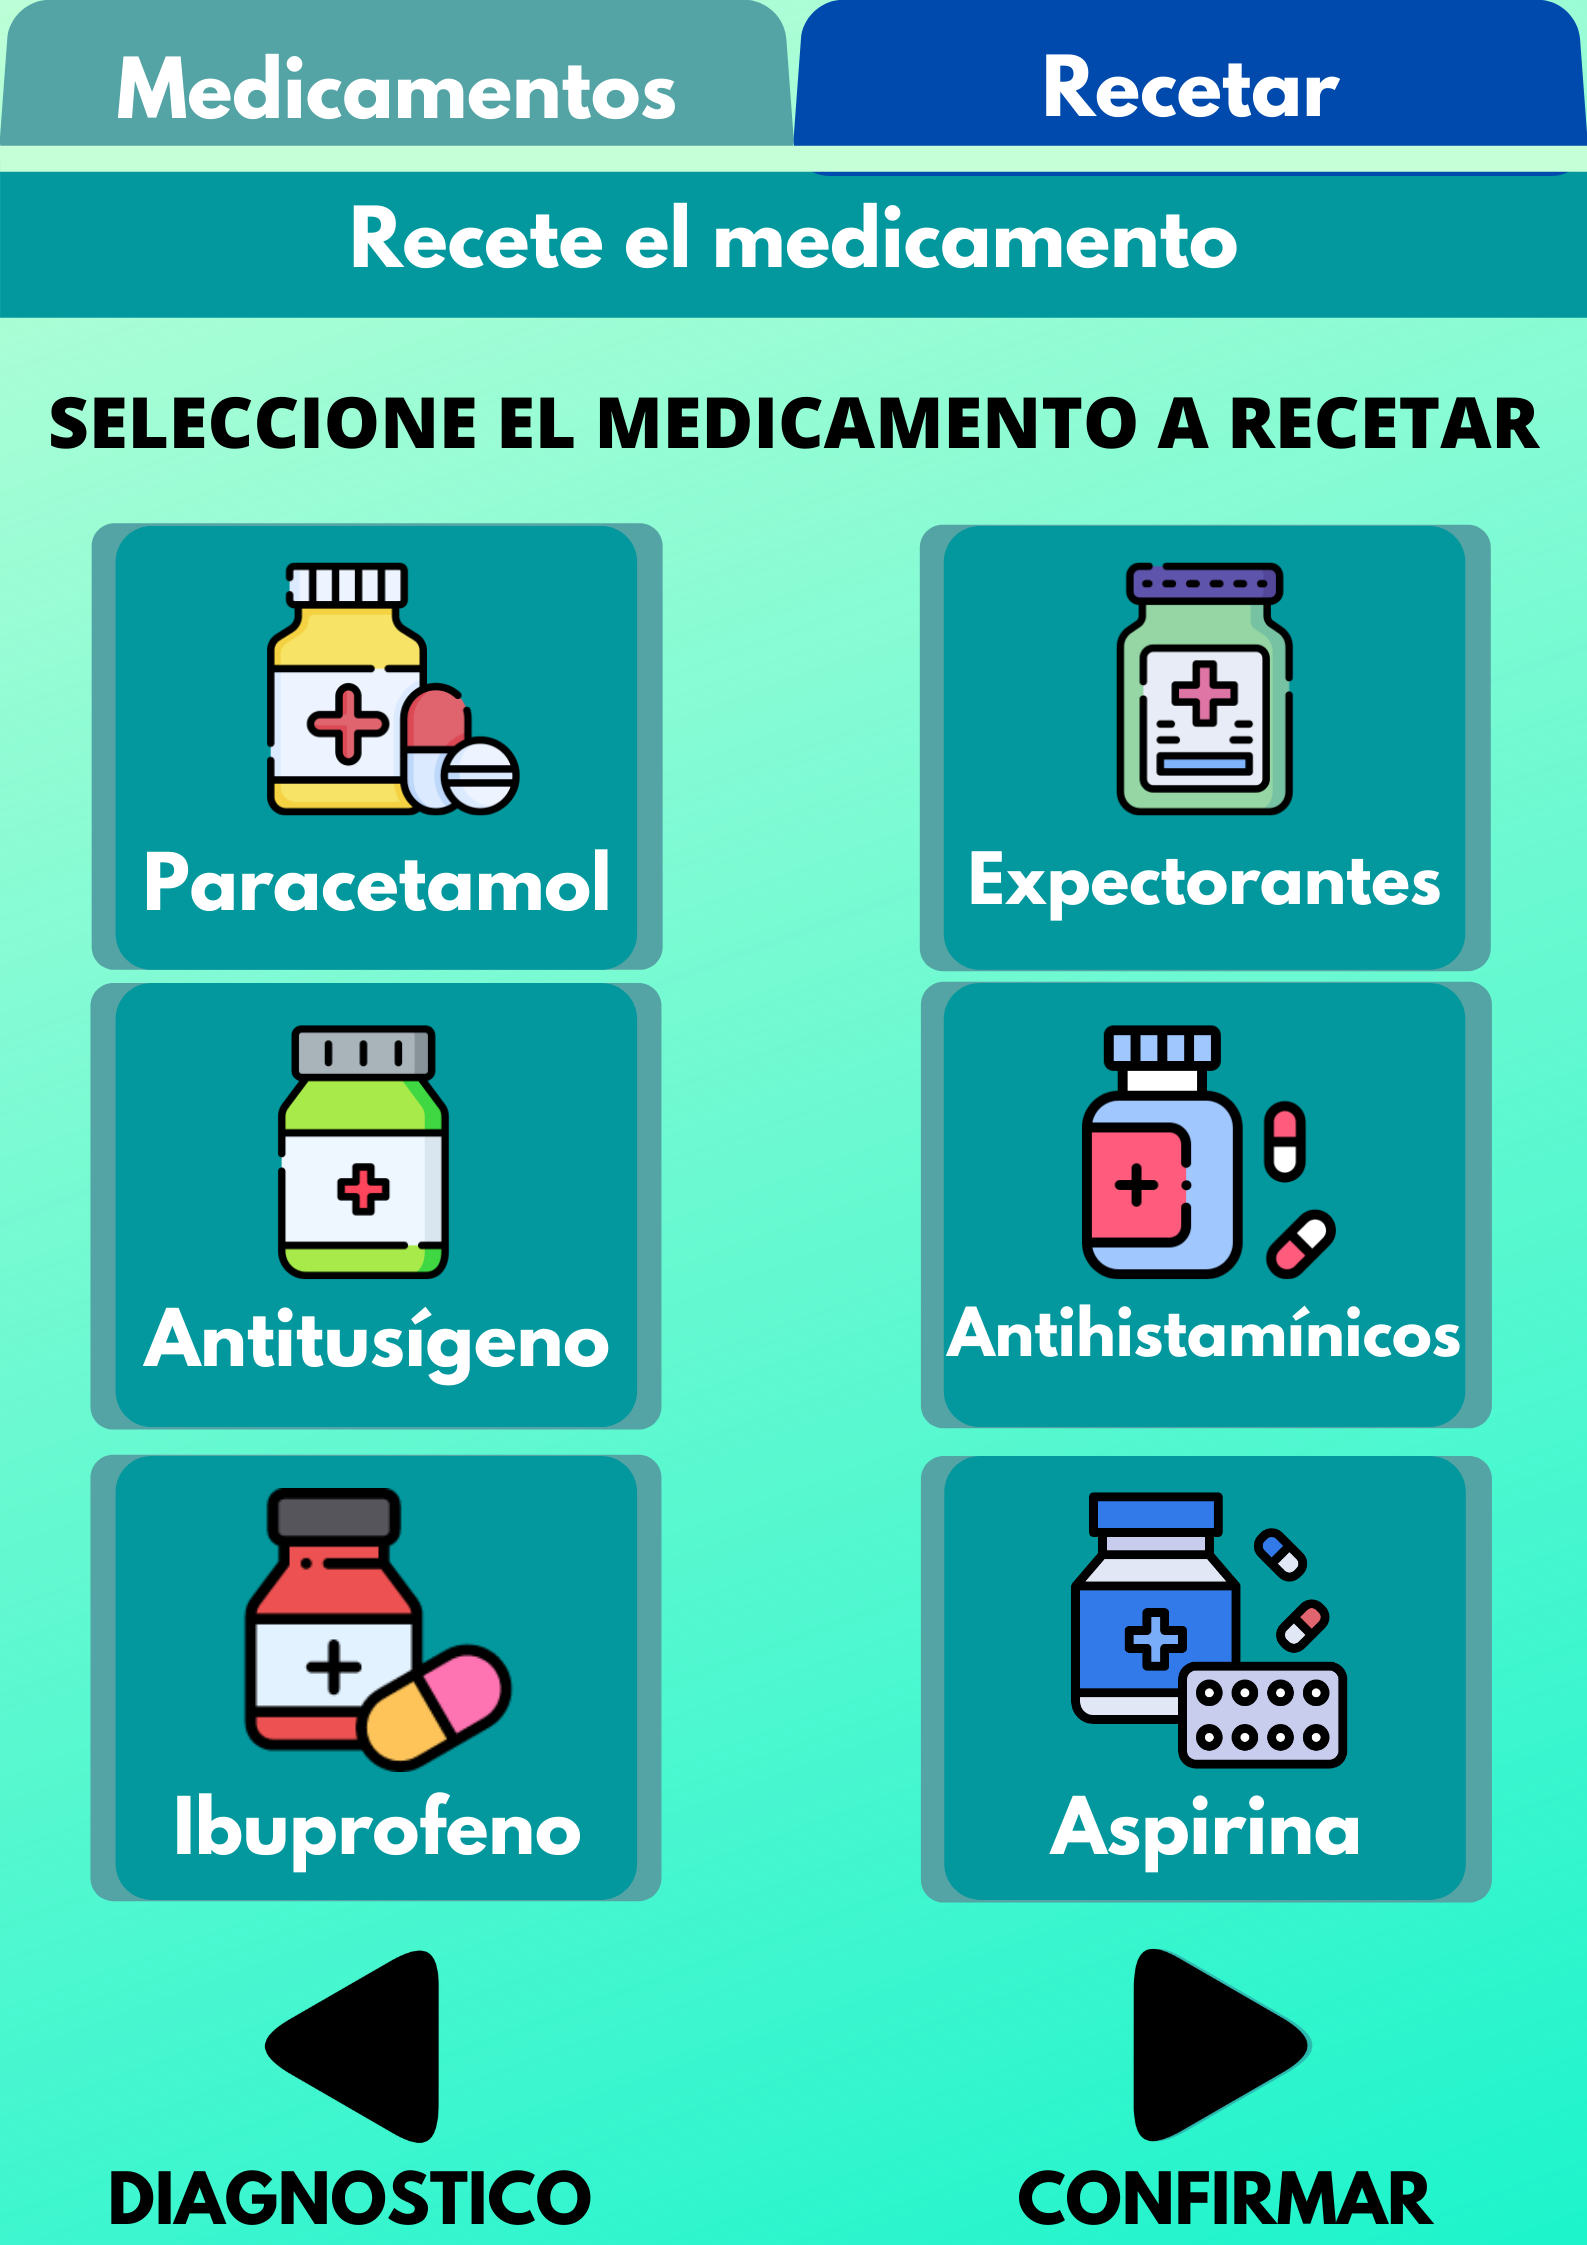 Medicamentos
Recetar
Recete el medicamento
SELECCIONE EL MEDICAMENTO A RECETAR
Paracetamol
Expectorantes
Antitusígeno
Antihistamínicos
Ibuprofeno
Aspirina
DIAGNOSTICO
CONFIRMAR